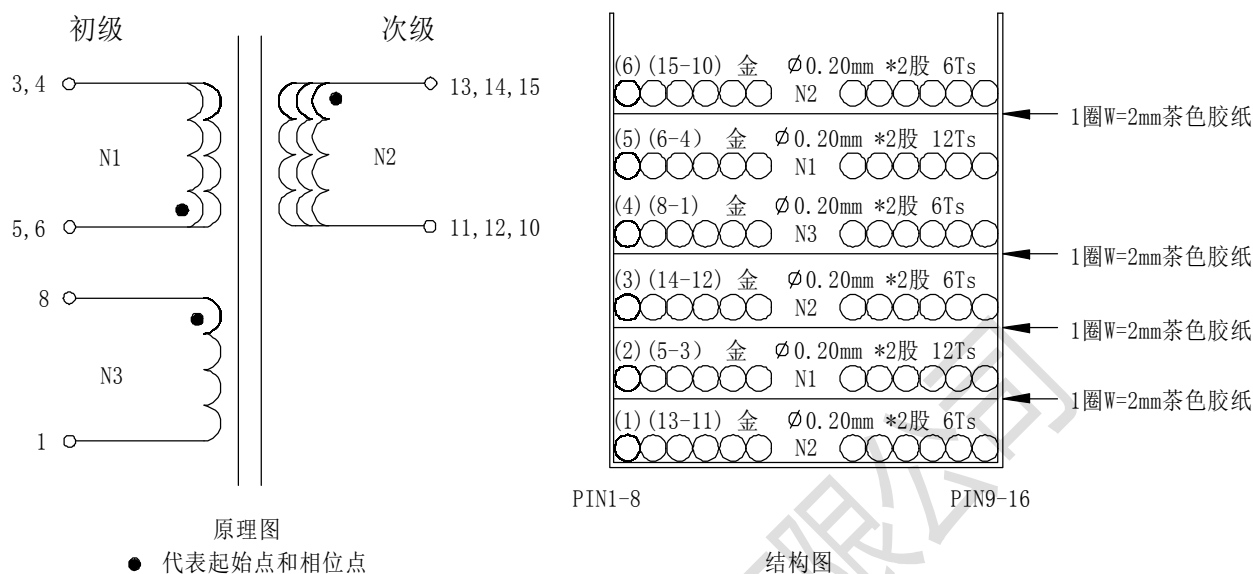 初级
次级
3,4
13,14,15
N1
N2
5,6
11,12,10
8
N3
1
原理图
● 代表起始点和相位点
(6)(15-10) 金 Ø0.20mm *2股 6Ts
N2
1圈W=2mm茶色胶纸
(5)(6-4) 金 Ø0.20mm *2股 12Ts
N1
(4)(8-1) 金 Ø0.20mm *2股 6Ts
N3
1圈W=2mm茶色胶纸
(3)(14-12) 金 Ø0.20mm *2股 6Ts
N2
1圈W=2mm茶色胶纸
(2)(5-3) 金 Ø0.20mm *2股 12Ts
N1
1圈W=2mm茶色胶纸
(1)(13-11) 金 Ø0.20mm *2股 6Ts
N2
PIN1-8
PIN9-16
结构图
限公司